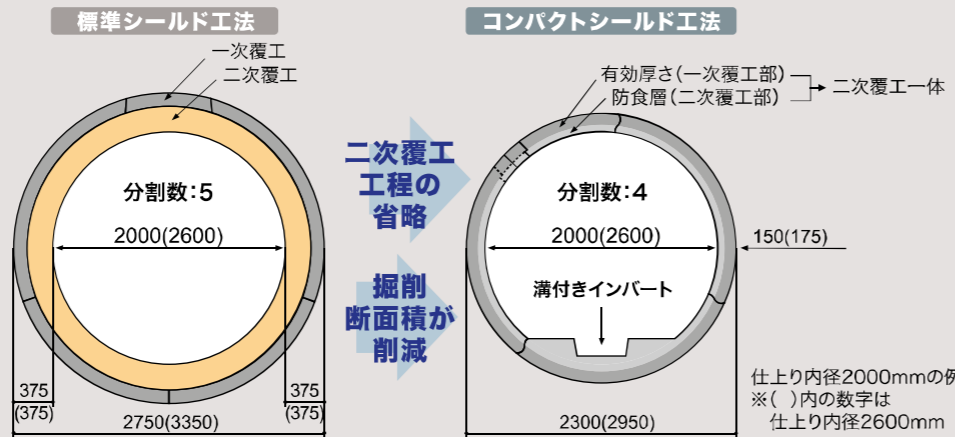 標準シールド工法
一次覆工
二次覆工
分割数:5
2000(2600)
375
(375)
375
(375)
2750(3350)
二次覆工
工程の
省略
掘削
断面積が
削減
コンパクトシールド工法
有効厚さ(一次覆工部)
防食層(二次覆工部)
二次覆工一体
分割数:4
2000(2600)
150(175)
溝付きインバート
2300(2950)
仕上り内径2000mmの例
※( )内の数字は
仕上り内径2600mm